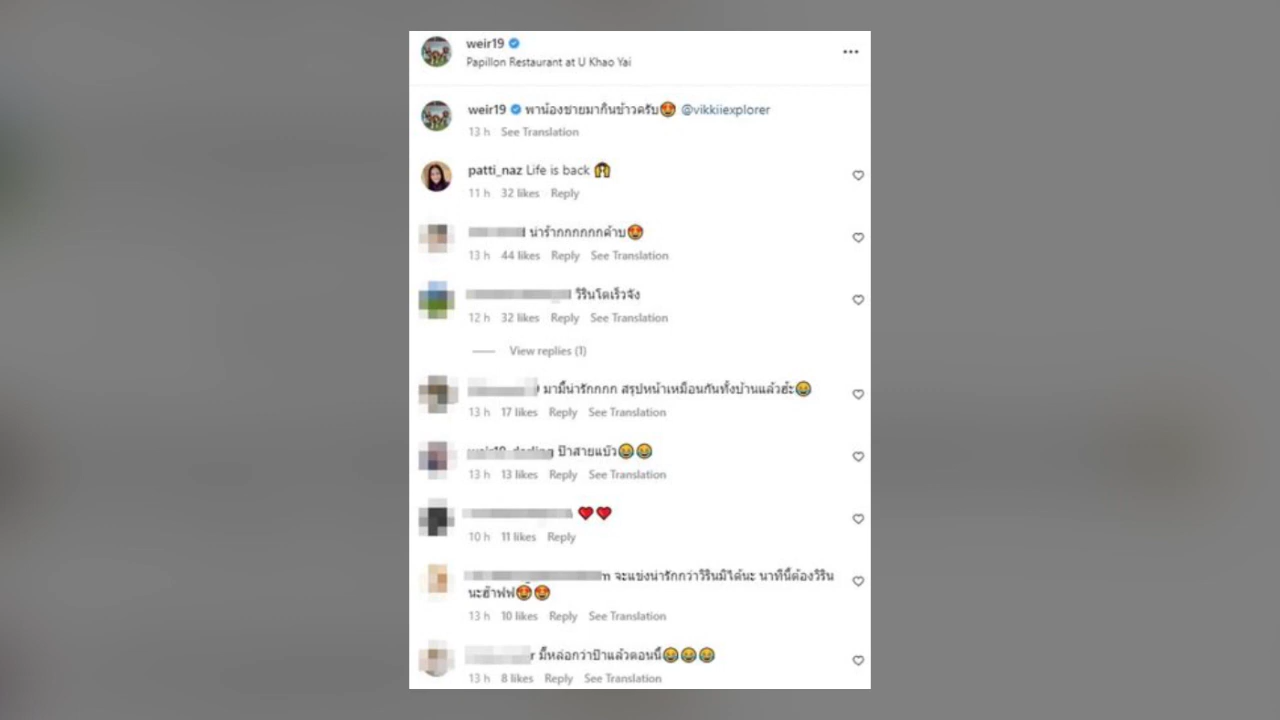 weir19
Papillon Restaurant at U Khao Yai
weir19 พาน้องชายมากินข้าวครับ😍 @vikkiiexplorer
13 h See Translation
patti_naz Life is back 🙌
11 h 32 likes Reply
น่าร้ากกกกกกค้าบ😍
13 h 44 likes Reply See Translation
วีรินโตเร็วจัง
12 h 32 likes Reply See Translation
View replies (1)
มามี้น่ารักกกก สรุปหน้าเหมือนกันทั้งบ้านแล้วฮ้ะ😂
13 h 17 likes Reply See Translation
ป๊าสายแบ๊ว😂😂
13 h 13 likes Reply See Translation
❤️❤️
10 h 11 likes Reply
จะแข่งน่ารักกว่าวีรินมิได้นะ นาทีนี้ต้องวีริน
นะฮ๊าฟฟ😍😍
13 h 10 likes Reply See Translation
มี๊หล่อกว่าป๊าแล้วตอนนี้😂😂😂
13 h 8 likes Reply See Translation